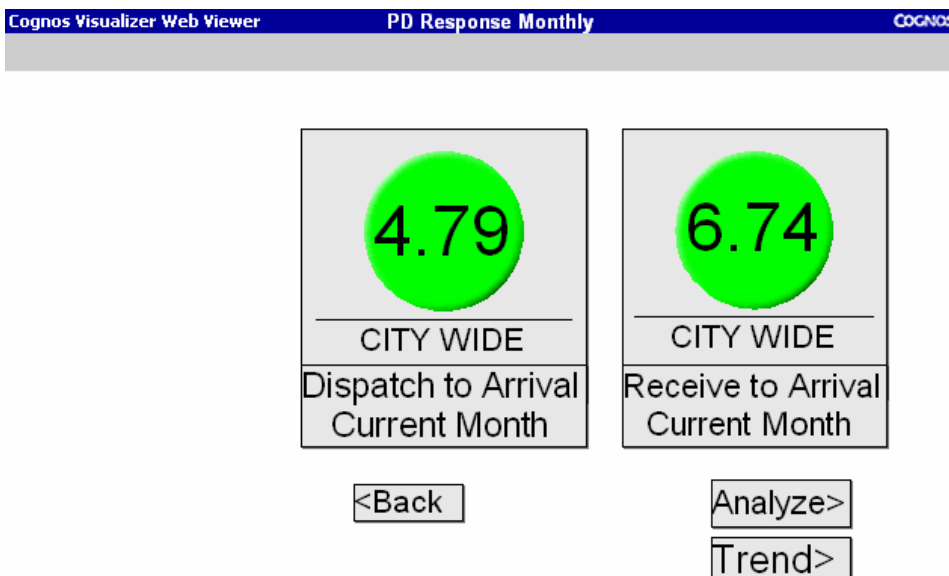 Cognos Visualizer Web Viewer PD Response Monthly COGNOS
4.79
CITY WIDE
Dispatch to Arrival
Current Month
6.74
CITY WIDE
Receive to Arrival
Current Month
<Back
Analyze>
Trend>